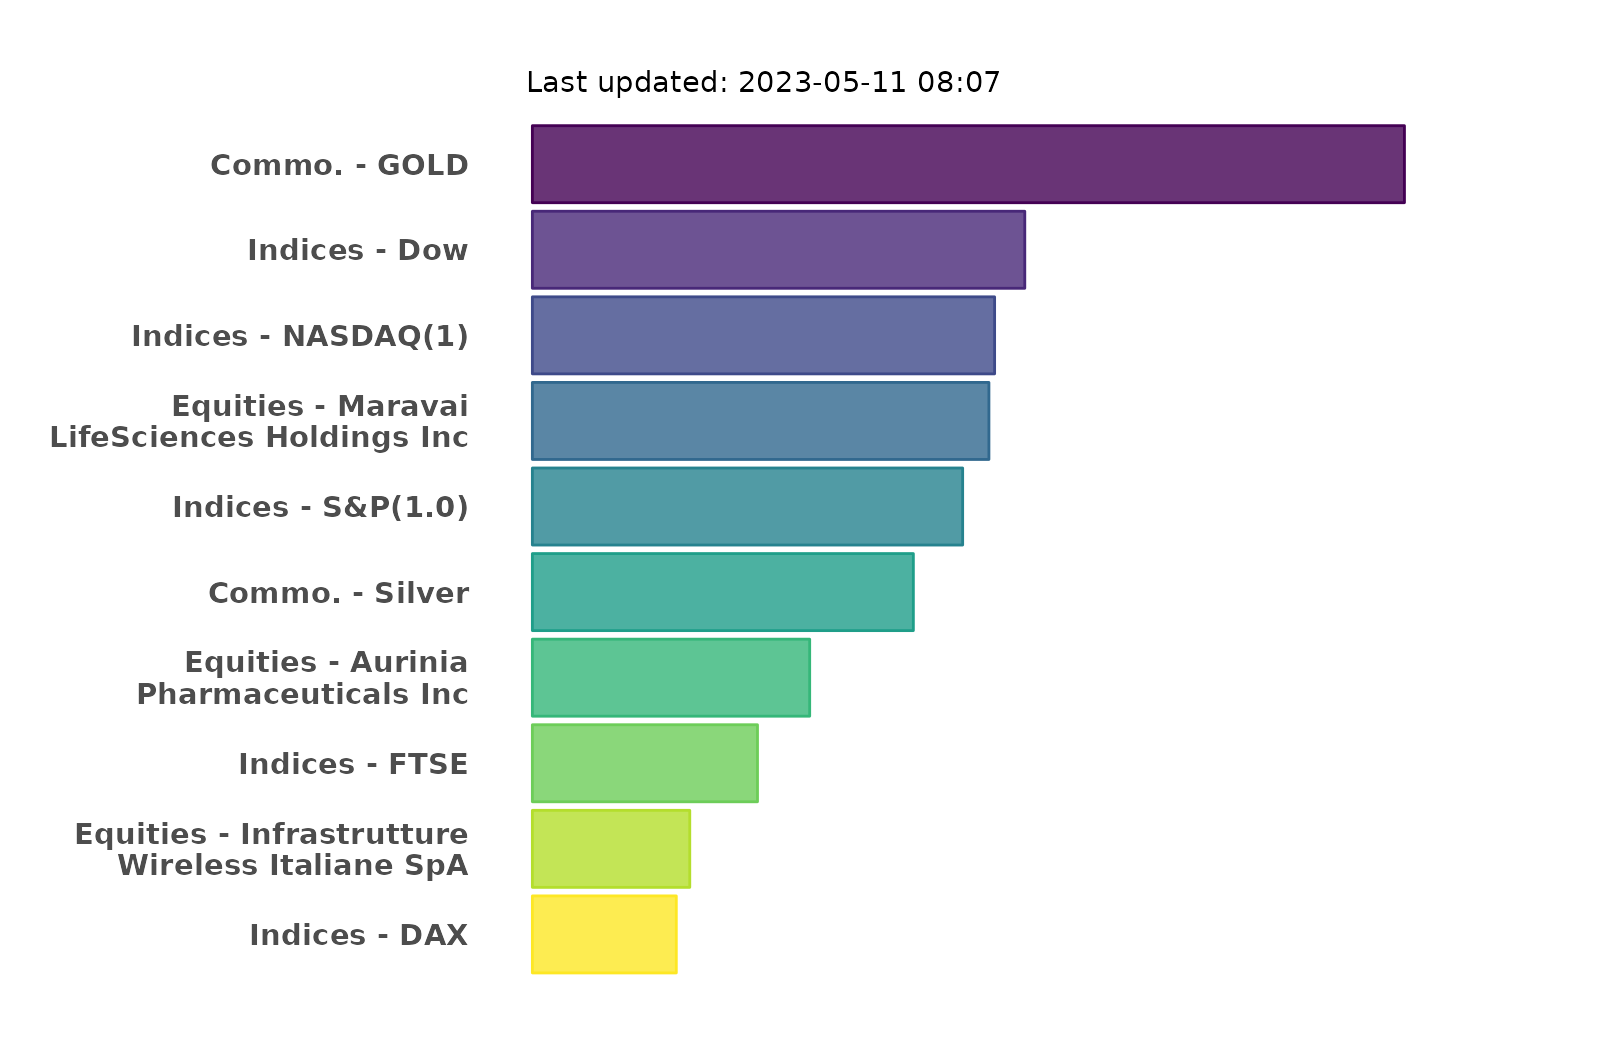 Last updated: 2023-05-11 08:07
Commo. - GOLD
Indices - Dow
Indices - NASDAQ(1)
Equities - Maravai
LifeSciences Holdings Inc
Indices - S&P(1.0)
Commo. - Silver
Equities - Aurinia
Pharmaceuticals Inc
Indices - FTSE
Equities - Infrastrutture
Wireless Italiane SpA
Indices - DAX